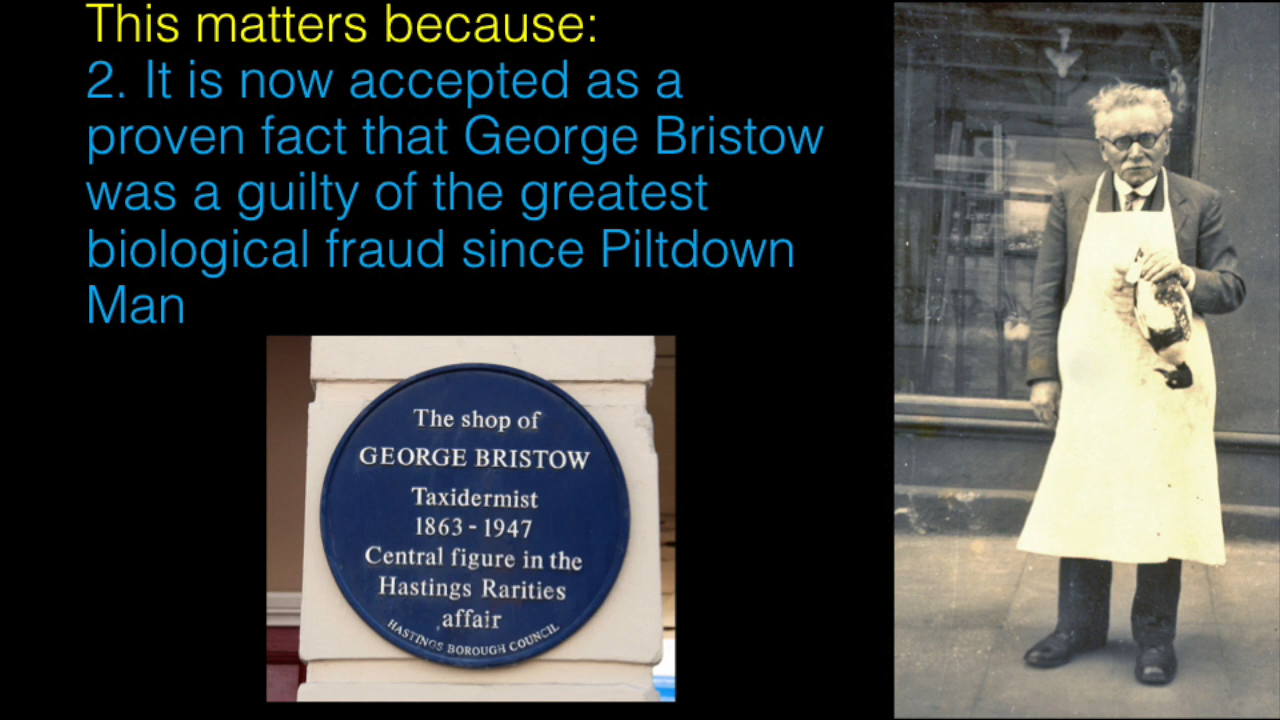 This matters because:
2. It is now accepted as a
proven fact that George Bristow
was a guilty of the greatest
biological fraud since Piltdown
Man
The shop of
GEORGE BRISTOW
Taxidermist
1863 - 1947
Central figure in the
Hastings Rarities
affair
HASTINGS BOROUGH COUNCIL